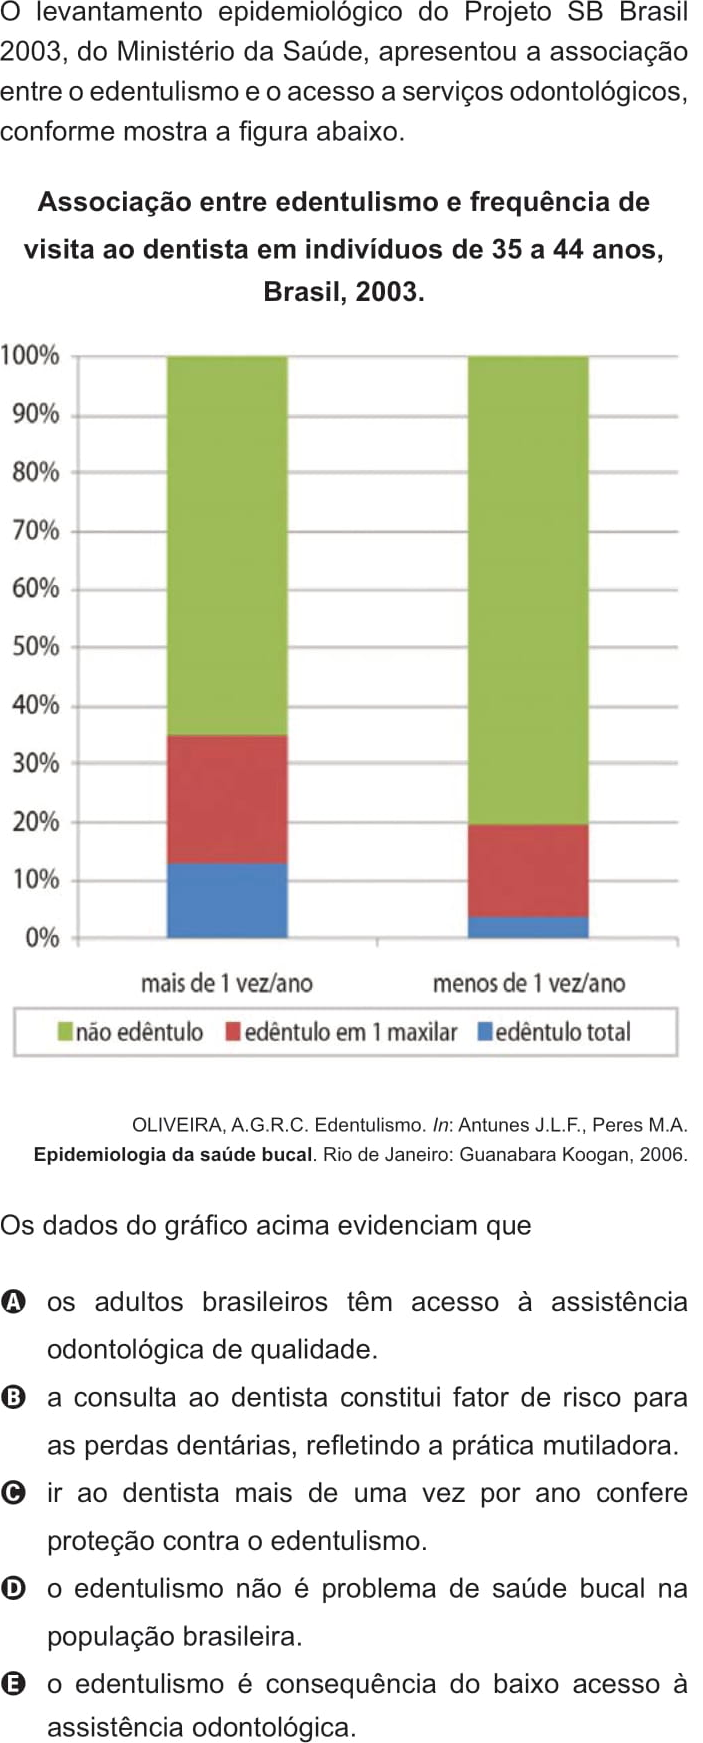 O levantamento epidemiológico do Projeto SB Brasil
2003, do Ministério da Saúde, apresentou a associação
entre o edentulismo e o acesso a serviços odontológicos,
conforme mostra a figura abaixo.
Associação entre edentulismo e frequência de
visita ao dentista em indivíduos de 35 a 44 anos,
Brasil, 2003.
100%
90%
80%
70%
60%
50%
40%
30%
20%
10%
0%
mais de 1 vez/ano menos de 1 vez/ano
não edêntulo edêntulo em 1 maxilar edêntulo total
OLIVEIRA, A.G.R.C. Edentulismo. In: Antunes J.L.F., Peres M.A.
Epidemiologia da saúde bucal. Rio de Janeiro: Guanabara Koogan, 2006.
Os dados do gráfico acima evidenciam que
A os adultos brasileiros têm acesso à assistência
odontológica de qualidade.
B a consulta ao dentista constitui fator de risco para
as perdas dentárias, refletindo a prática mutiladora.
C ir ao dentista mais de uma vez por ano confere
proteção contra o edentulismo.
D o edentulismo não é problema de saúde bucal na
população brasileira.
E o edentulismo é consequência do baixo acesso à
assistência odontológica.